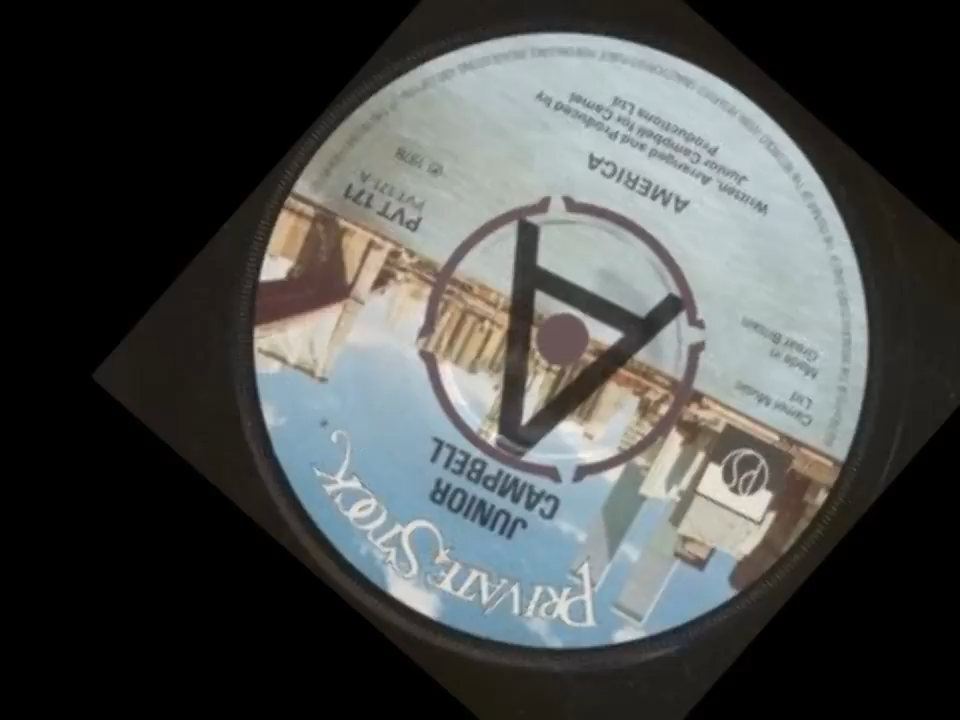 PRIVATE STOCK
JUNIOR
CAMPBELL
PS
A
Camel Music
Ltd
Made in
Great Britain
PVT 171
PVT 171 A
℗ 1978
AMERICA
Written, Arranged and Produced by
Junior Campbell for Camel
Productions Ltd